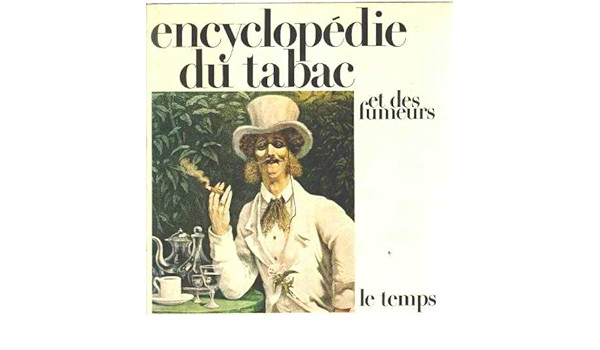 encyclopédie
du tabac
et des
fumeurs
le temps